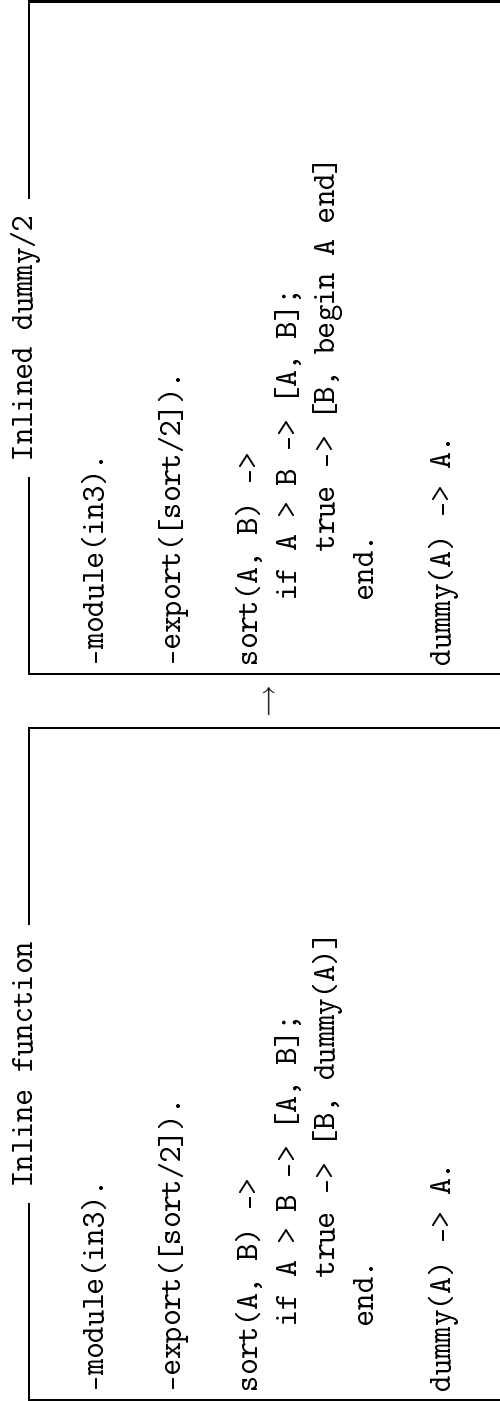 Inline function
-module(in3).
-export([sort/2]).
sort(A, B) ->
if A > B -> [A, B];
true -> [B, dummy(A)]
end.
dummy(A) -> A.
→
Inlined dummy/2
-module(in3).
-export([sort/2]).
sort(A, B) ->
if A > B -> [A, B];
true -> [B, begin A end]
end.
dummy(A) -> A.